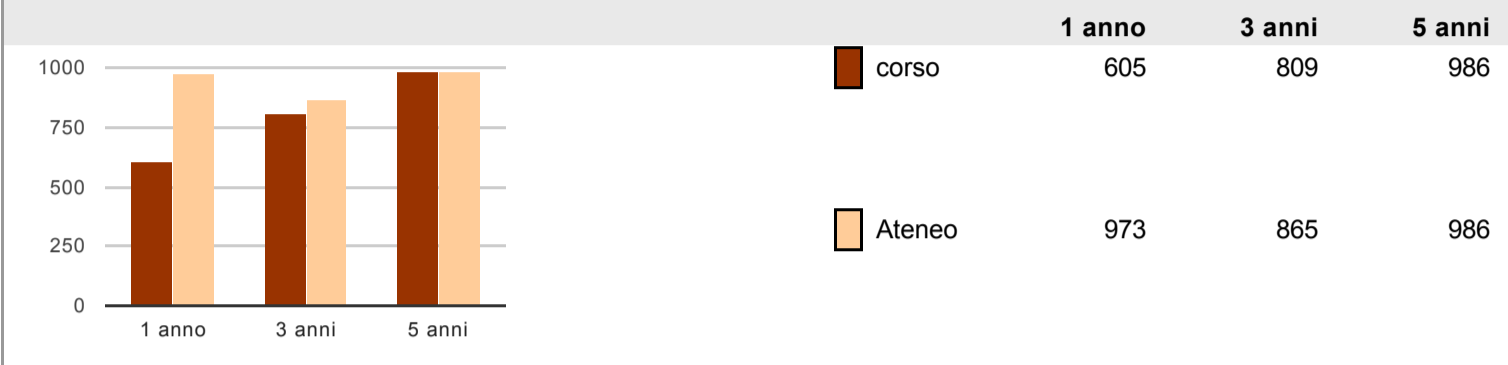 1 anno 3 anni 5 anni
1000
750
500
250
0
1 anno 3 anni 5 anni
corso 605 809 986
Ateneo 973 865 986